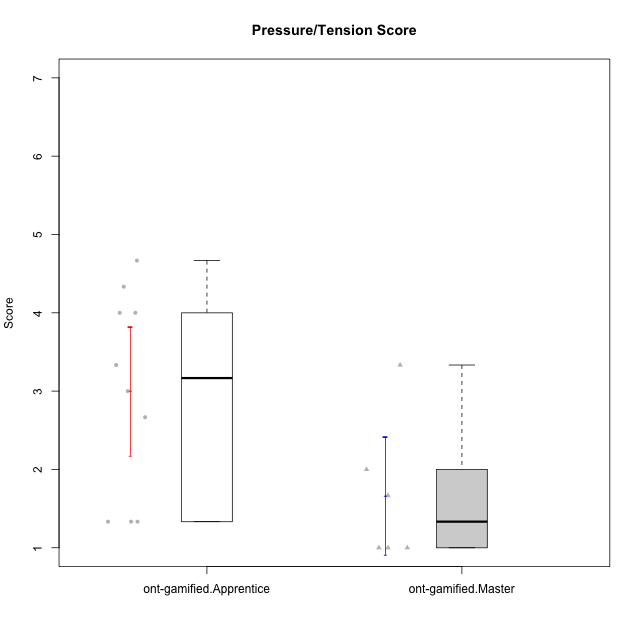 Pressure/Tension Score
7
6
5
4
3
2
1
Score
ont-gamified.Apprentice
ont-gamified.Master